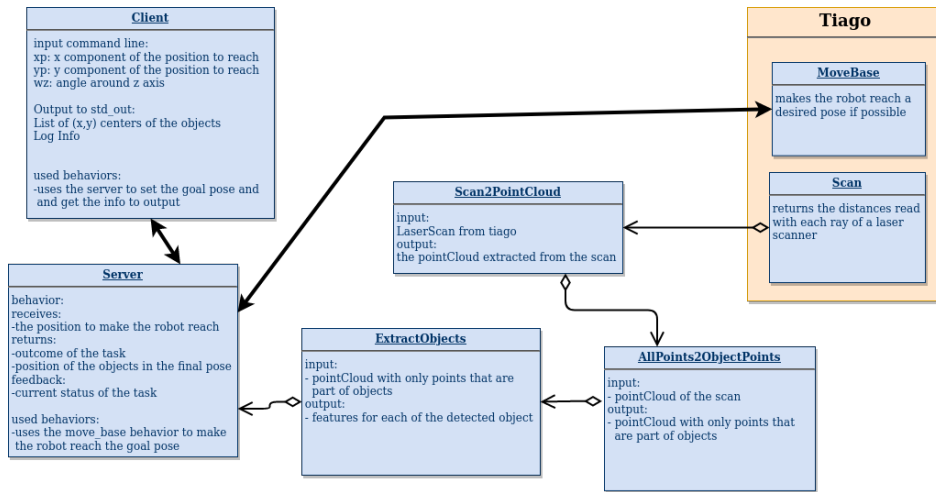 Client
input command line:
xp: x component of the position to reach
yp: y component of the position to reach
wz: angle around z axis
Output to std_out:
List of (x,y) centers of the objects
Log Info
used behaviors:
-uses the server to set the goal pose and
and get the info to output
Tiago
MoveBase
makes the robot reach a
desired pose if possible
Scan
returns the distances read
with each ray of a laser
scanner
Scan2PointCloud
input:
LaserScan from tiago
output:
the pointCloud extracted from the scan
Server
behavior:
receives:
-the position to make the robot reach
returns:
-outcome of the task
-position of the objects in the final pose
feedback:
-current status of the task
used behaviors:
-uses the move_base behavior to make
the robot reach the goal pose
ExtractObjects
input:
- pointCloud with only points that are
part of objects
output:
- features for each of the detected object
AllPoints2ObjectPoints
input:
- pointCloud of the scan
output:
- pointCloud with only points that
are part of objects